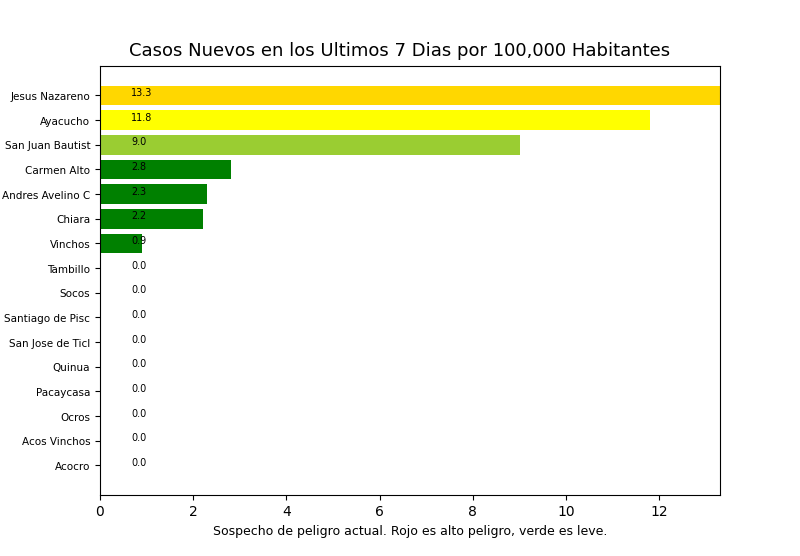 Casos Nuevos en los Ultimos 7 Dias por 100,000 Habitantes
Jesus Nazareno 13.3
Ayacucho 11.8
San Juan Bautist 9.0
Carmen Alto 2.8
Andres Avelino C 2.3
Chiara 2.2
Vinchos 0.9
Tambillo 0.0
Socos 0.0
Santiago de Pisc 0.0
San Jose de Ticl 0.0
Quinua 0.0
Pacaycasa 0.0
Ocros 0.0
Acos Vinchos 0.0
Acocro 0.0
0 2 4 6 8 10 12
Sospecho de peligro actual. Rojo es alto peligro, verde es leve.